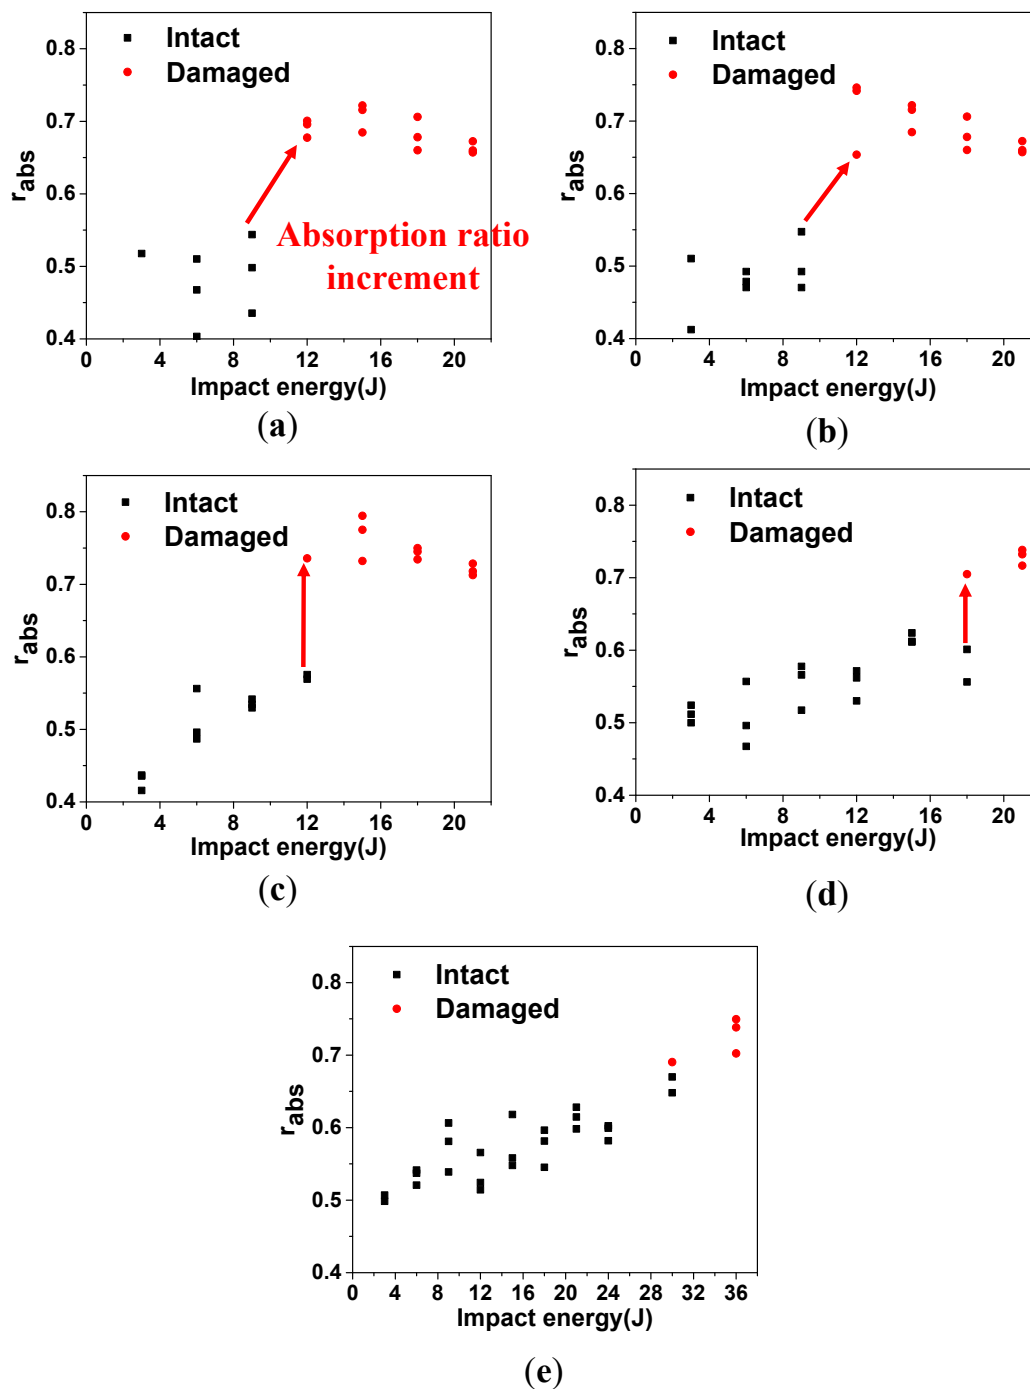 Intact
Damaged
0.8
0.7
0.6
0.5
0.4
r_abs
Absorption ratio
increment
0 4 8 12 16 20
Impact energy(J)
(a)
Intact
Damaged
0.8
0.7
0.6
0.5
0.4
r_abs
0 4 8 12 16 20
Impact energy(J)
(b)
Intact
Damaged
0.8
0.7
0.6
0.5
0.4
r_abs
0 4 8 12 16 20
Impact energy(J)
(c)
Intact
Damaged
0.8
0.7
0.6
0.5
0.4
r_abs
0 4 8 12 16 20
Impact energy(J)
(d)
Intact
Damaged
0.8
0.7
0.6
0.5
0.4
r_abs
0 4 8 12 16 20 24 28 32 36
Impact energy(J)
(e)